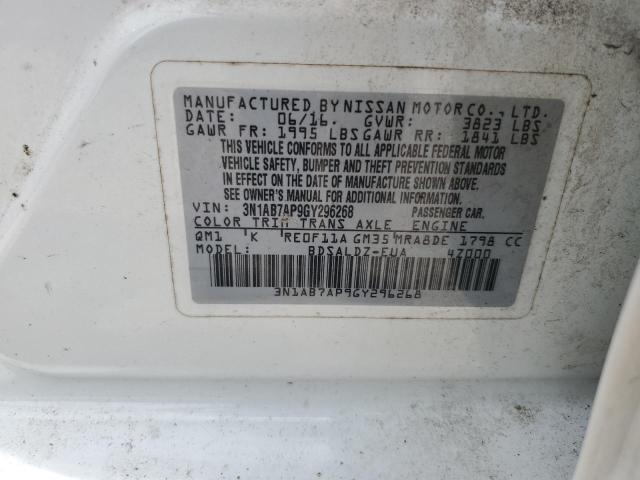 MANUFACTURED BY NISSAN MOTOR CO., LTD.
DATE: 06/16. GVWR: 3823 LBS
GAWR FR: 1995 LBS GAWR RR: 1841 LBS
THIS VEHICLE CONFORMS TO ALL APPLICABLE FEDERAL MOTOR
VEHICLE SAFETY, BUMPER AND THEFT PREVENTION STANDARDS
IN EFFECT ON THE DATE OF MANUFACTURE SHOWN ABOVE.
SEE OWNER'S MANUAL FOR ADDITIONAL INFORMATION.
VIN: 3N1AB7AP9GY296268 PASSENGER CAR.
COLOR TRIM TRANS AXLE ENGINE
QM1 K RE0F11A GM35 MRA8DE 1798 CC
MODEL: BDSALDZ-EUA 4Z000
3N1AB7AP9GY296268